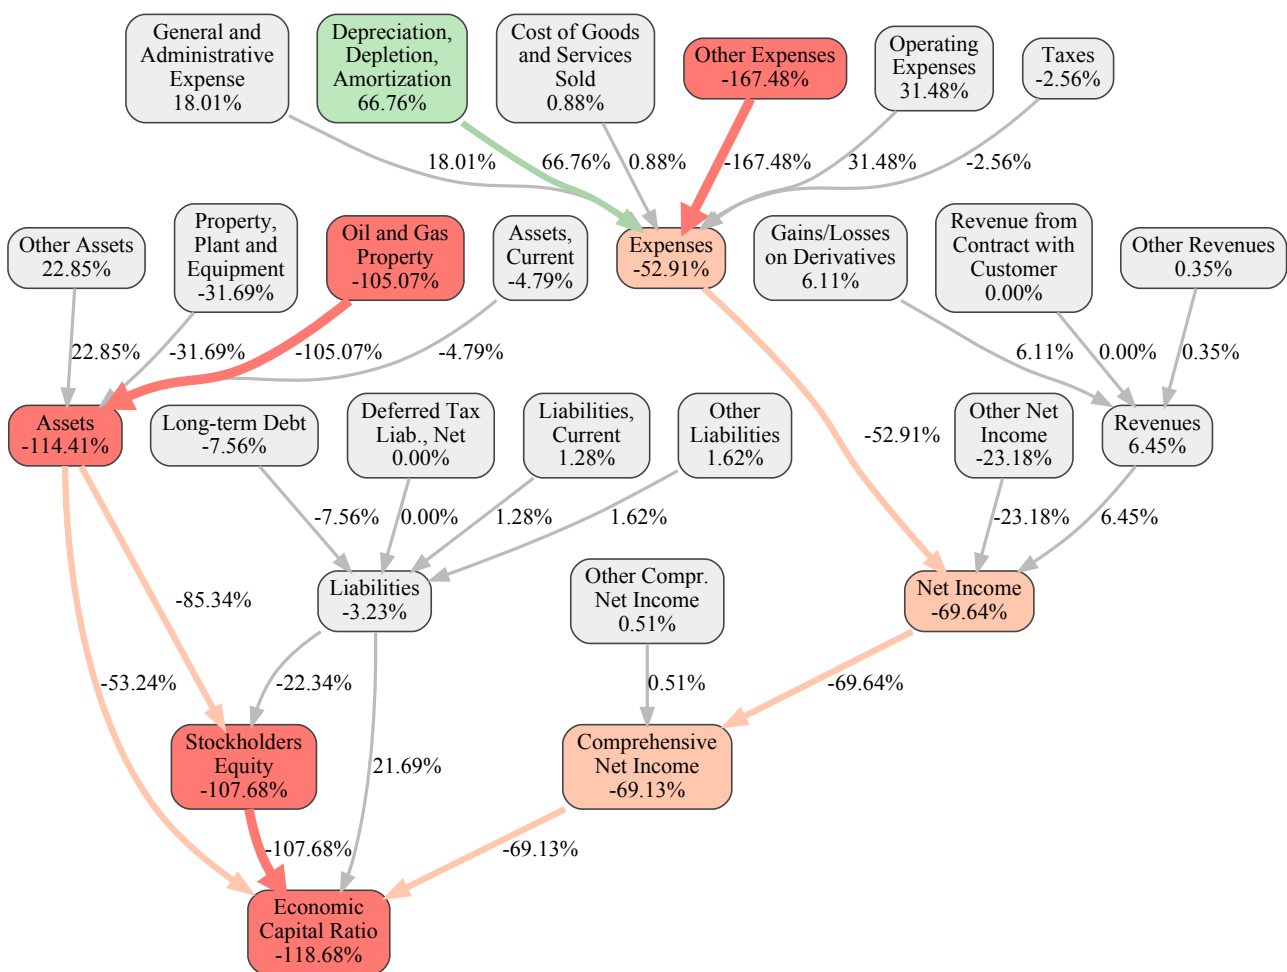 General and
Administrative
Expense
18.01%
Depreciation,
Depletion,
Amortization
66.76%
Cost of Goods
and Services
Sold
0.88%
Other Expenses
-167.48%
Operating
Expenses
31.48%
Taxes
-2.56%
18.01%
66.76%
0.88%
-167.48%
31.48%
-2.56%
Other Assets
22.85%
Property,
Plant and
Equipment
-31.69%
Oil and Gas
Property
-105.07%
Assets,
Current
-4.79%
Expenses
-52.91%
Gains/Losses
on Derivatives
6.11%
Revenue from
Contract with
Customer
0.00%
Other Revenues
0.35%
22.85%
-31.69%
-105.07%
-4.79%
6.11%
0.00%
0.35%
Assets
-114.41%
Long-term Debt
-7.56%
Deferred Tax
Liab., Net
0.00%
Liabilities,
Current
1.28%
Other
Liabilities
1.62%
-52.91%
Other Net
Income
-23.18%
Revenues
6.45%
-7.56%
0.00%
1.28%
1.62%
-23.18%
6.45%
-85.34%
Liabilities
-3.23%
Other Compr.
Net Income
0.51%
Net Income
-69.64%
-53.24%
-22.34%
0.51%
-69.64%
Stockholders
Equity
-107.68%
21.69%
Comprehensive
Net Income
-69.13%
-107.68%
-69.13%
Economic
Capital Ratio
-118.68%